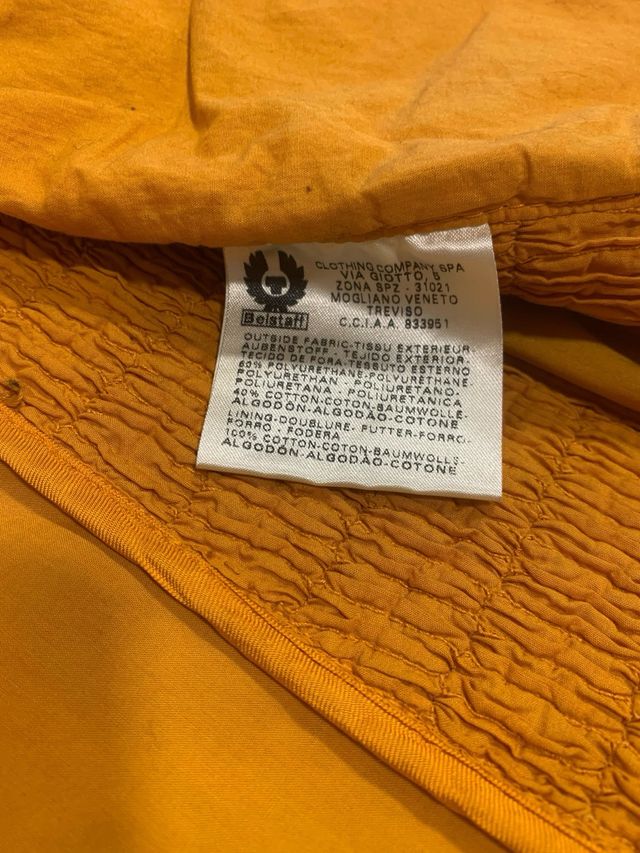 Belstaff
CLOTHING COMPANY SPA
VIA GIOTTO, 5
ZONA SPZ - 31021
MOGLIANO VENETO
TREVISO
C.C.I.A.A. 833951
OUTSIDE FABRIC-TISSU EXTERIEUR
AUBENSTOFF - TEJIDO EXTERIOR-
TECIDO DE FORA-TESSUTO ESTERNO
60% POLYURETHANE-POLYURETHANE
POLYURETHAN - POLIURETANO-
POLIURETANA - POLIURETANICA
40% COTTON-COTON-BAUMWOLLE-
ALGODÓN-ALGODÃO-COTONE
LINING-DOUBLURE-FUTTER-FORRO-
FORRO - FODERA
100% COTTON-COTON-BAUMWOLLE-
ALGODÓN-ALGODÃO-COTONE